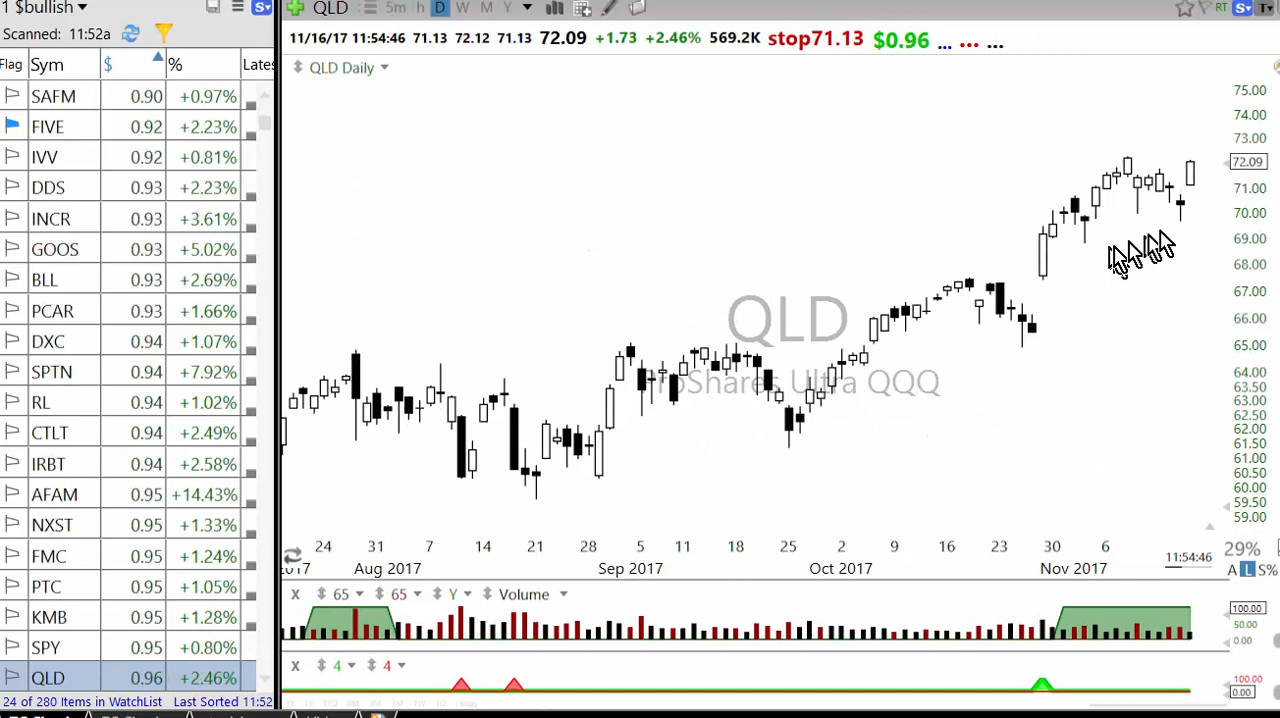 1 $bullish
Scanned: 11:52a
Flag Sym $ % Lates
SAFM 0.90 +0.97%
FIVE 0.92 +2.23%
IVV 0.92 +0.81%
DDS 0.93 +2.23%
INCR 0.93 +3.61%
GOOS 0.93 +5.02%
BLL 0.93 +2.69%
PCAR 0.93 +1.66%
DXC 0.94 +1.07%
SPTN 0.94 +7.92%
RL 0.94 +1.02%
CTLT 0.94 +2.49%
IRBT 0.94 +2.58%
AFAM 0.95 +14.43%
NXST 0.95 +1.33%
FMC 0.95 +1.24%
PTC 0.95 +1.05%
KMB 0.95 +1.28%
SPY 0.95 +0.80%
QLD 0.96 +2.46%
24 of 280 Items in WatchList Last Sorted 11:52
QLD 5m h D W M Y RT S T
11/16/17 11:54:46 71.13 72.12 71.13 72.09 +1.73 +2.46% 569.2K stop71.13 $0.96 ... ... ...
QLD Daily
75.00
74.00
73.00
72.09
71.00
70.00
69.00
68.00
67.00
66.00
65.00
64.00
63.50
63.00
62.50
62.00
61.50
61.00
60.50
60.00
59.50
59.00
QLD
ProShares Ultra QQQ
24 31 7 14 21 28 5 11 18 25 2 9 16 23 30 6 11:54:46
2017 Aug 2017 Sep 2017 Oct 2017 Nov 2017
29%
A L S%
X 65 65 Y Volume
100.00
50.00
0.00
X 4 4
100.00
0.00